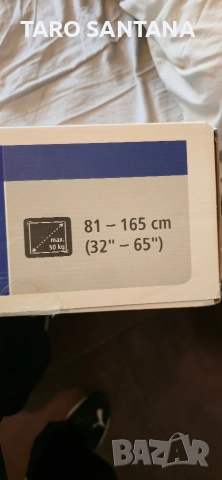 TARO SANTANA
max.
50 kg
81 – 165 cm
(32" – 65")
BAZAR